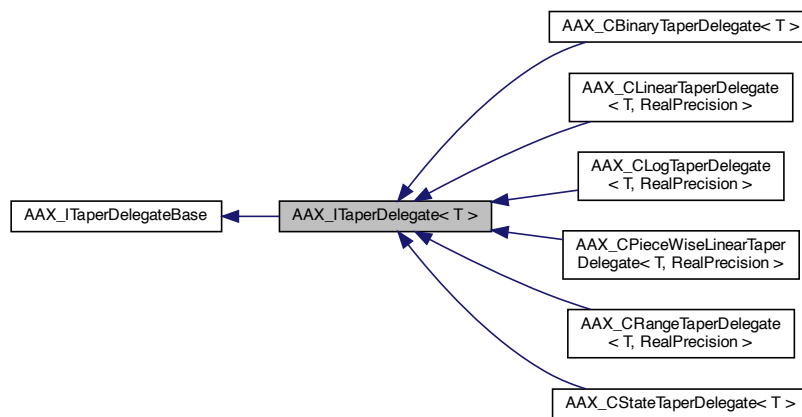 AAX_CBinaryTaperDelegate< T >
AAX_CLinearTaperDelegate
< T, RealPrecision >
AAX_CLogTaperDelegate
< T, RealPrecision >
AAX_ITaperDelegateBase
AAX_ITaperDelegate< T >
AAX_CPieceWiseLinearTaper
Delegate< T, RealPrecision >
AAX_CRangeTaperDelegate
< T, RealPrecision >
AAX_CStateTaperDelegate< T >